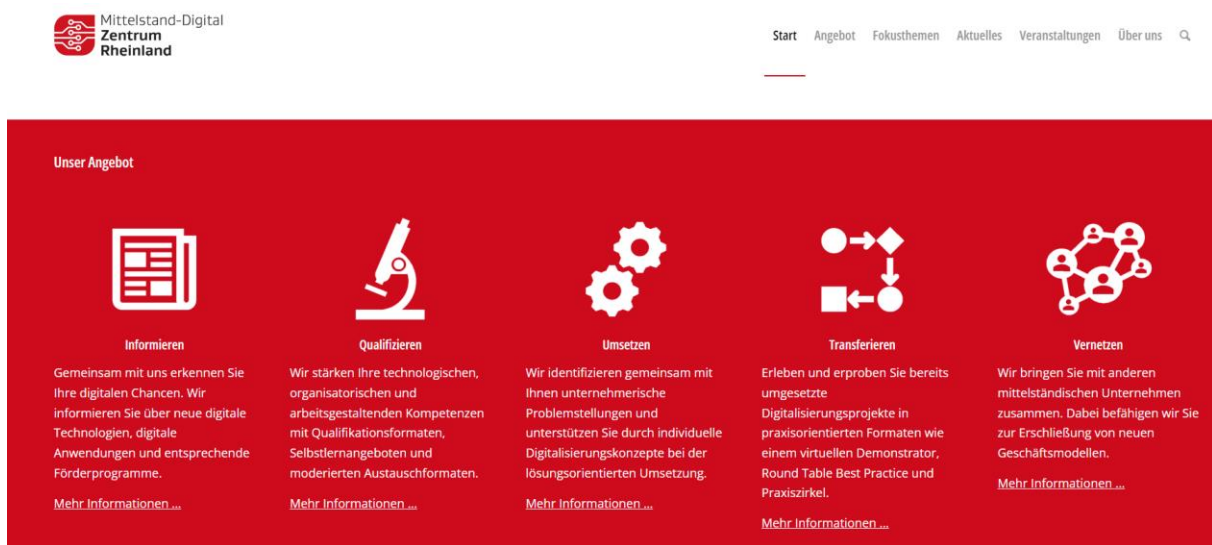 Mittelstand-Digital
Zentrum
Rheinland
Start Angebot Fokusthemen Aktuelles Veranstaltungen Über uns
Unser Angebot
Informieren
Gemeinsam mit uns erkennen Sie
Ihre digitalen Chancen. Wir
informieren Sie über neue digitale
Technologien, digitale
Anwendungen und entsprechende
Förderprogramme.
Mehr Informationen ...
Qualifizieren
Wir stärken Ihre technologischen,
organisatorischen und
arbeitsgestaltenden Kompetenzen
mit Qualifikationsformaten,
Selbstlernangeboten und
moderierten Austauschformaten.
Mehr Informationen ...
Umsetzen
Wir identifizieren gemeinsam mit
Ihnen unternehmerische
Problemstellungen und
unterstützen Sie durch individuelle
Digitalisierungskonzepte bei der
lösungsorientierten Umsetzung.
Mehr Informationen ...
Transferieren
Erleben und erproben Sie bereits
umgesetzte
Digitalisierungsprojekte in
praxisorientierten Formaten wie
einem virtuellen Demonstrator,
Round Table Best Practice und
Praxiszirkel.
Mehr Informationen ...
Vernetzen
Wir bringen Sie mit anderen
mittelständischen Unternehmen
zusammen. Dabei befähigen wir Sie
zur Erschließung von neuen
Geschäftsmodellen.
Mehr Informationen ...